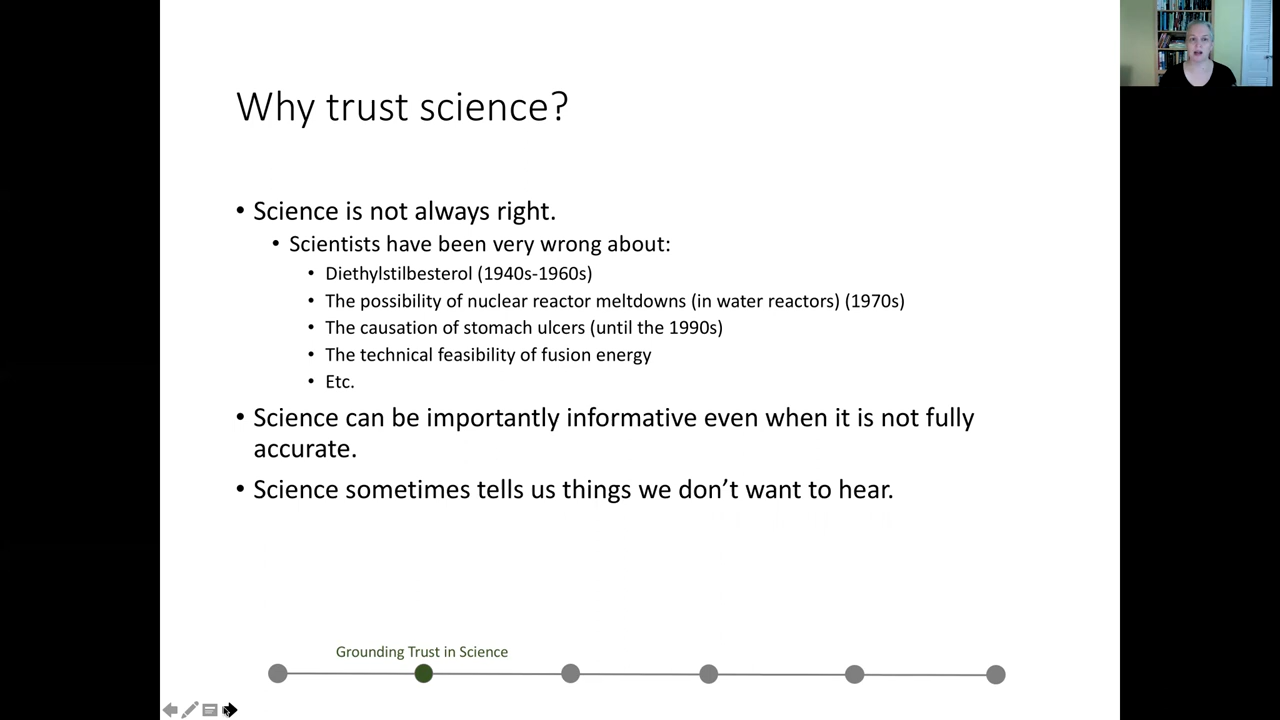 Why trust science?
• Science is not always right.
• Scientists have been very wrong about:
• Diethylstilbesterol (1940s-1960s)
• The possibility of nuclear reactor meltdowns (in water reactors) (1970s)
• The causation of stomach ulcers (until the 1990s)
• The technical feasibility of fusion energy
• Etc.
• Science can be importantly informative even when it is not fully
accurate.
• Science sometimes tells us things we don’t want to hear.
Grounding Trust in Science